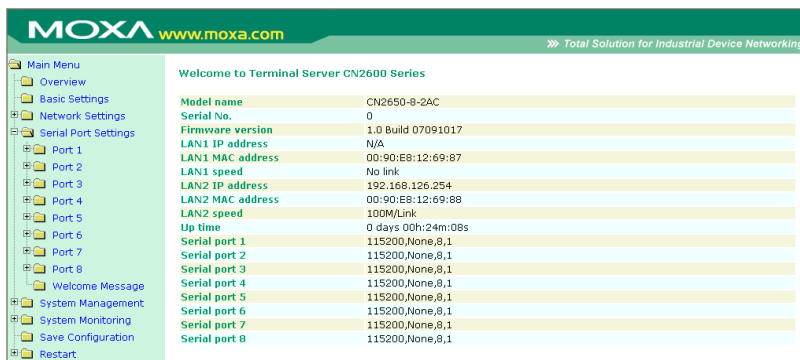 MOXA www.moxa.com
Total Solution for Industrial Device Networking
Main Menu
Overview
Basic Settings
Network Settings
Serial Port Settings
Port 1
Port 2
Port 3
Port 4
Port 5
Port 6
Port 7
Port 8
Welcome Message
System Management
System Monitoring
Save Configuration
Restart
Welcome to Terminal Server CN2600 Series
Model name CN2650-8-2AC
Serial No. 0
Firmware version 1.0 Build 07091017
LAN1 IP address N/A
LAN1 MAC address 00:90:E8:12:69:87
LAN1 speed No link
LAN2 IP address 192.168.126.254
LAN2 MAC address 00:90:E8:12:69:88
LAN2 speed 100M/Link
Up time 0 days 00h:24m:08s
Serial port 1 115200,None,8,1
Serial port 2 115200,None,8,1
Serial port 3 115200,None,8,1
Serial port 4 115200,None,8,1
Serial port 5 115200,None,8,1
Serial port 6 115200,None,8,1
Serial port 7 115200,None,8,1
Serial port 8 115200,None,8,1